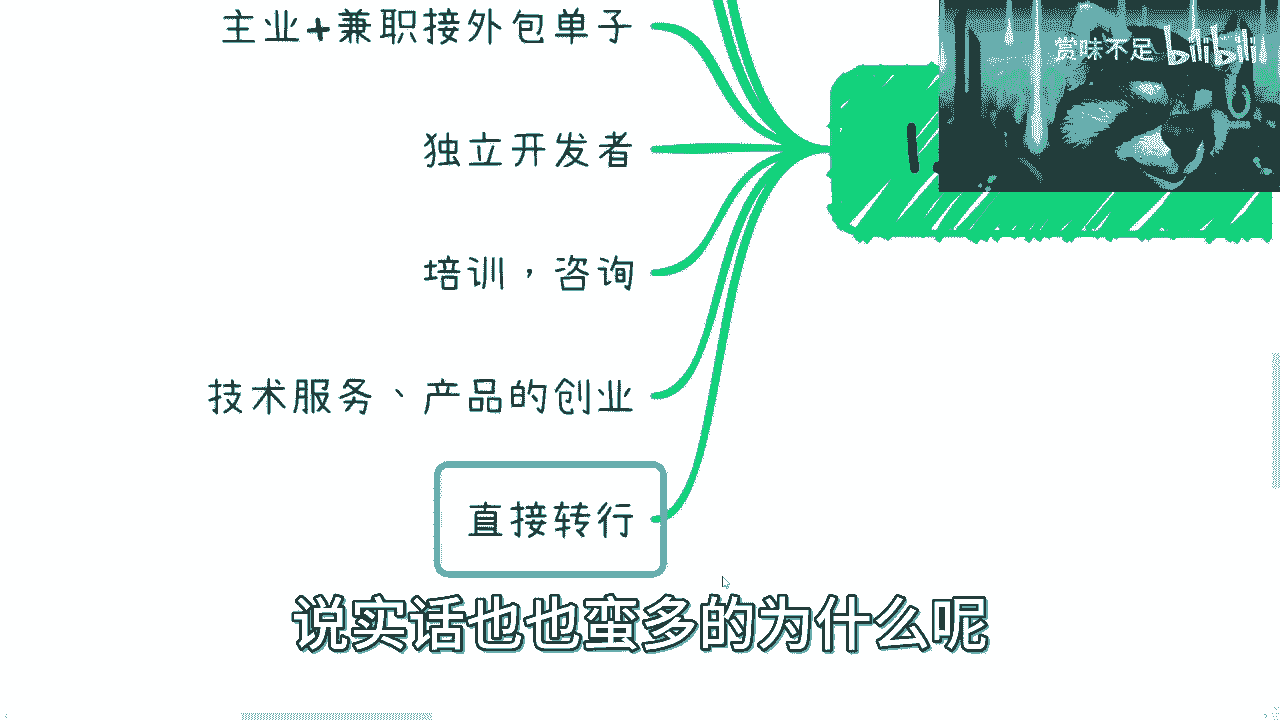 主业+兼职接外包单子
赏味不足 bilibili
独立开发者
培训，咨询
技术服务、产品的创业
直接转行
说实话也也蛮多的为什么呢